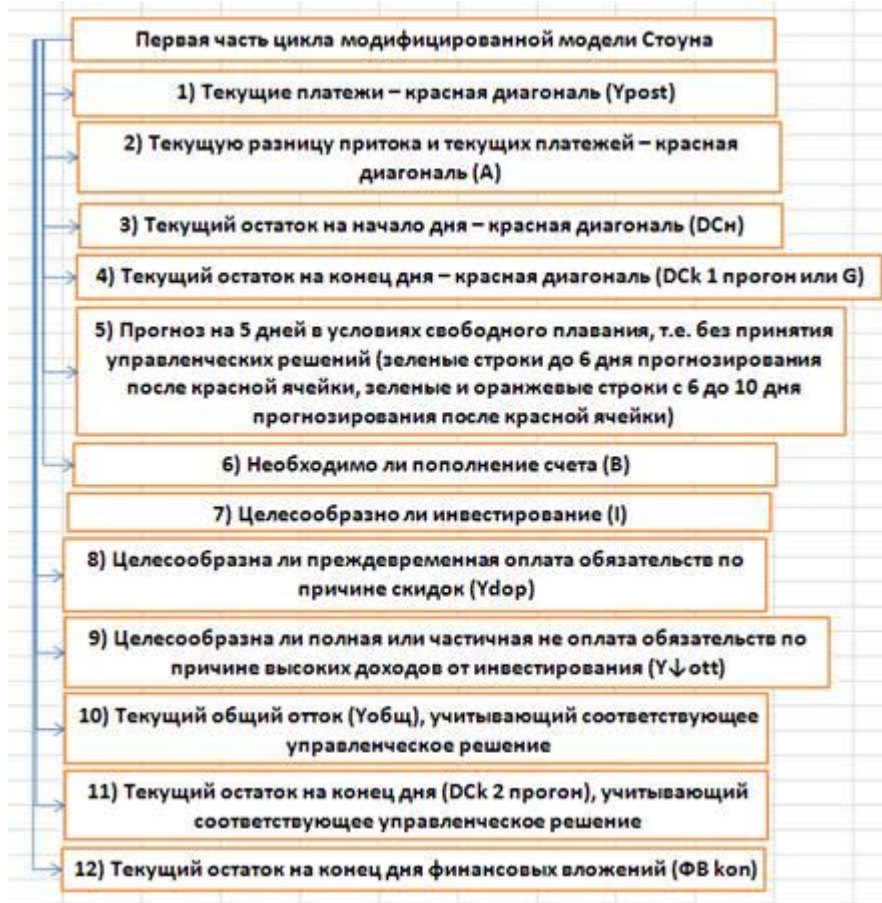 Первая часть цикла модифицированной модели Стоуна
1) Текущие платежи – красная диагональ (Ypost)
2) Текущую разницу притока и текущих платежей – красная
диагональ (А)
3) Текущий остаток на начало дня – красная диагональ (DCн)
4) Текущий остаток на конец дня – красная диагональ (DCk 1 прогон или G)
5) Прогноз на 5 дней в условиях свободного плавания, т.е. без принятия
управленческих решений (зеленые строки до 6 дня прогнозирования
после красной ячейки, зеленые и оранжевые строки с 6 до 10 дня
прогнозирования после красной ячейки)
6) Необходимо ли пополнение счета (В)
7) Целесообразно ли инвестирование (I)
8) Целесообразна ли преждевременная оплата обязательств по
причине скидок (Ydop)
9) Целесообразна ли полная или частичная не оплата обязательств по
причине высоких доходов от инвестирования (Y↓ott)
10) Текущий общий отток (Yобщ), учитывающий соответствующее
управленческое решение
11) Текущий остаток на конец дня (DCk 2 прогон), учитывающий
соответствующее управленческое решение
12) Текущий остаток на конец дня финансовых вложений (ФВ kon)